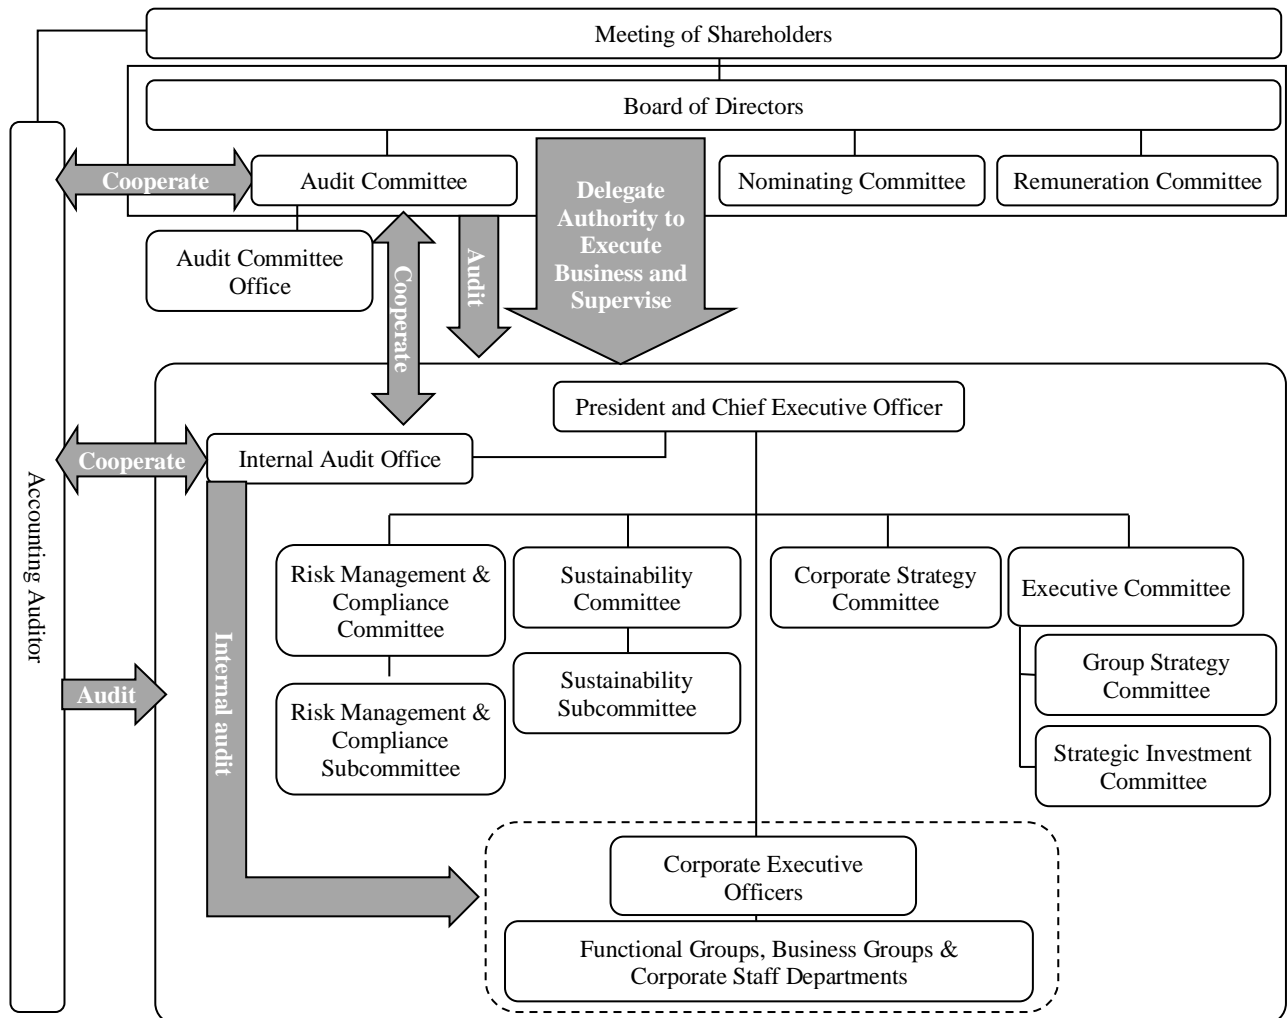 Meeting of Shareholders
Board of Directors
Cooperate
Audit Committee
Delegate
Authority to
Execute
Business and
Supervise
Nominating Committee
Remuneration Committee
Audit Committee
Office
Cooperate
Audit
President and Chief Executive Officer
Cooperate
Internal Audit Office
Accounting Auditor
Risk Management &
Compliance
Committee
Sustainability
Committee
Corporate Strategy
Committee
Executive Committee
Internal audit
Audit
Risk Management &
Compliance
Subcommittee
Sustainability
Subcommittee
Group Strategy
Committee
Strategic Investment
Committee
Corporate Executive
Officers
Functional Groups, Business Groups &
Corporate Staff Departments